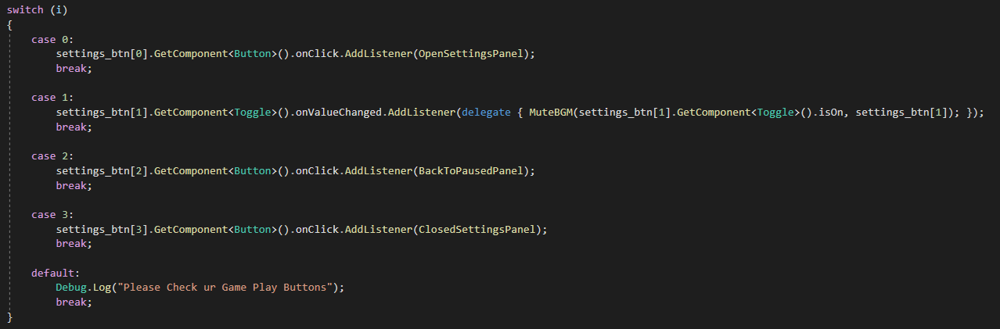 switch (i)
{
case 0:
settings_btn[0].GetComponent<Button>().onClick.AddListener(OpenSettingsPanel);
break;
case 1:
settings_btn[1].GetComponent<Toggle>().onValueChanged.AddListener(delegate { MuteBGM(settings_btn[1].GetComponent<Toggle>().isOn, settings_btn[1]); });
break;
case 2:
settings_btn[2].GetComponent<Button>().onClick.AddListener(BackToPausedPanel);
break;
case 3:
settings_btn[3].GetComponent<Button>().onClick.AddListener(ClosedSettingsPanel);
break;
default:
Debug.Log("Please Check ur Game Play Buttons");
break;
}